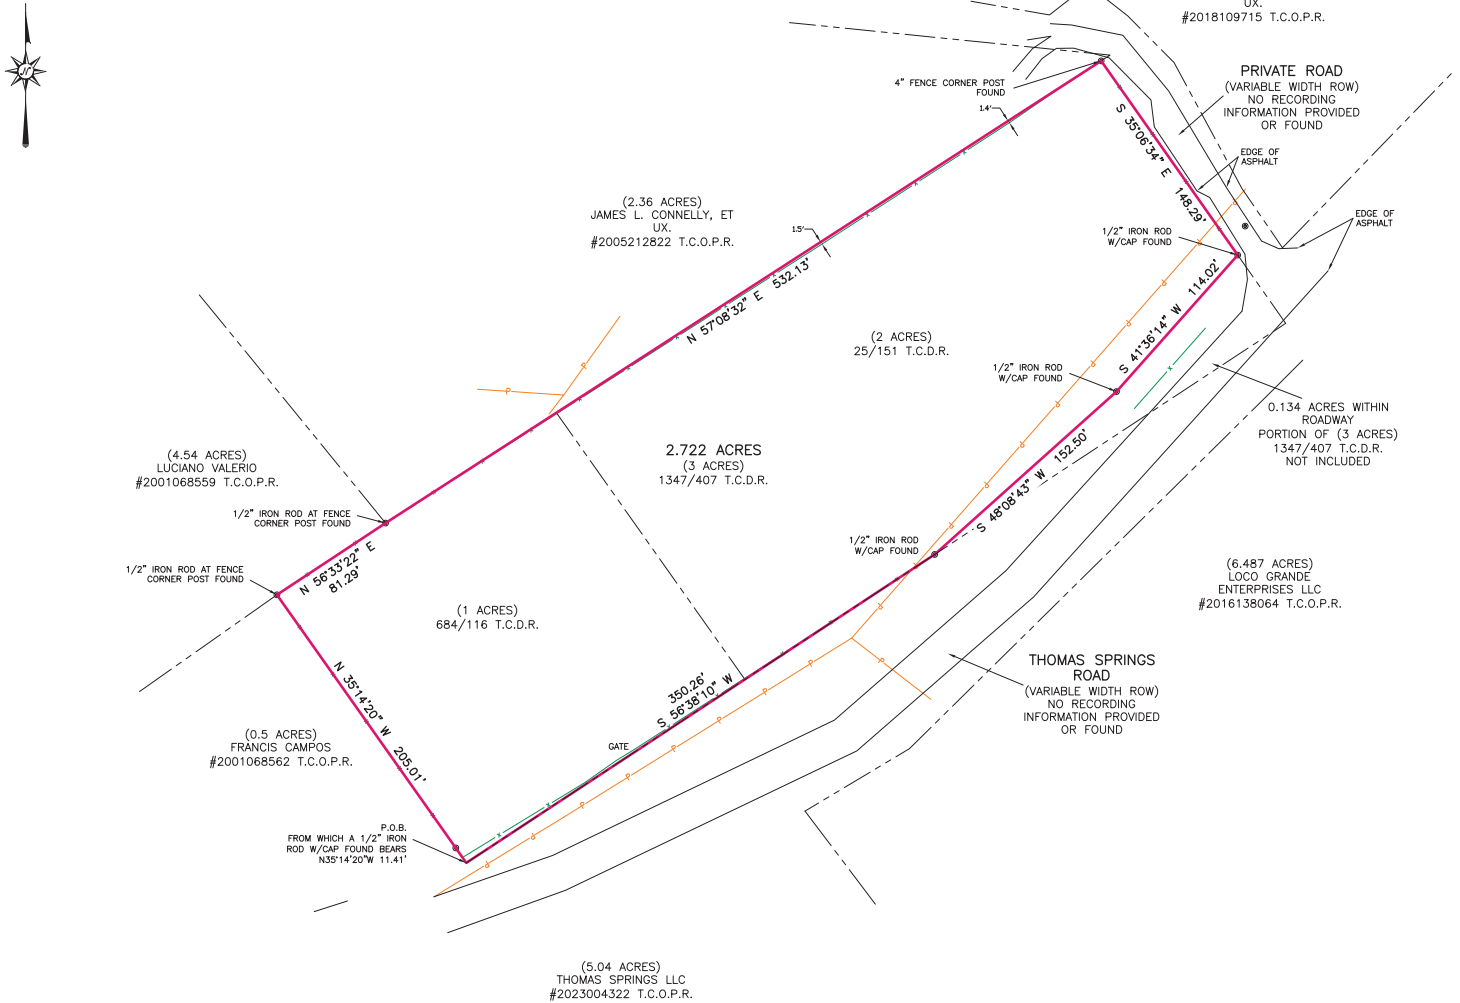 N
UX.
#2018109715 T.C.O.P.R.
PRIVATE ROAD
(VARIABLE WIDTH ROW)
NO RECORDING
INFORMATION PROVIDED
OR FOUND
4" FENCE CORNER POST
FOUND
1.4'
S 35°06'34" E 148.29'
EDGE OF
ASPHALT
(2.36 ACRES)
JAMES L. CONNELLY, ET
UX.
#2005212822 T.C.O.P.R.
1.5'
EDGE OF
ASPHALT
1/2" IRON ROD
W/CAP FOUND
N 57°08'32" E 532.13'
S 41°36'14" W 114.02'
(2 ACRES)
25/151 T.C.D.R.
1/2" IRON ROD
W/CAP FOUND
0.134 ACRES WITHIN
ROADWAY
PORTION OF (3 ACRES)
1347/407 T.C.D.R.
NOT INCLUDED
2.722 ACRES
(3 ACRES)
1347/407 T.C.D.R.
(4.54 ACRES)
LUCIANO VALERIO
#2001068559 T.C.O.P.R.
S 48°08'43" W 152.50'
1/2" IRON ROD AT FENCE
CORNER POST FOUND
1/2" IRON ROD
W/CAP FOUND
1/2" IRON ROD AT FENCE
CORNER POST FOUND
N 56°33'22" E
81.29'
(6.487 ACRES)
LOCO GRANDE
ENTERPRISES LLC
#2016138064 T.C.O.P.R.
(1 ACRES)
684/116 T.C.D.R.
THOMAS SPRINGS
ROAD
(VARIABLE WIDTH ROW)
NO RECORDING
INFORMATION PROVIDED
OR FOUND
N 35°14'20" W 205.01'
350.26'
S 56°38'10" W
(0.5 ACRES)
FRANCIS CAMPOS
#2001068562 T.C.O.P.R.
GATE
P.O.B.
FROM WHICH A 1/2" IRON
ROD W/CAP FOUND BEARS
N35°14'20"W 11.41'
(5.04 ACRES)
THOMAS SPRINGS LLC
#2023004322 T.C.O.P.R.